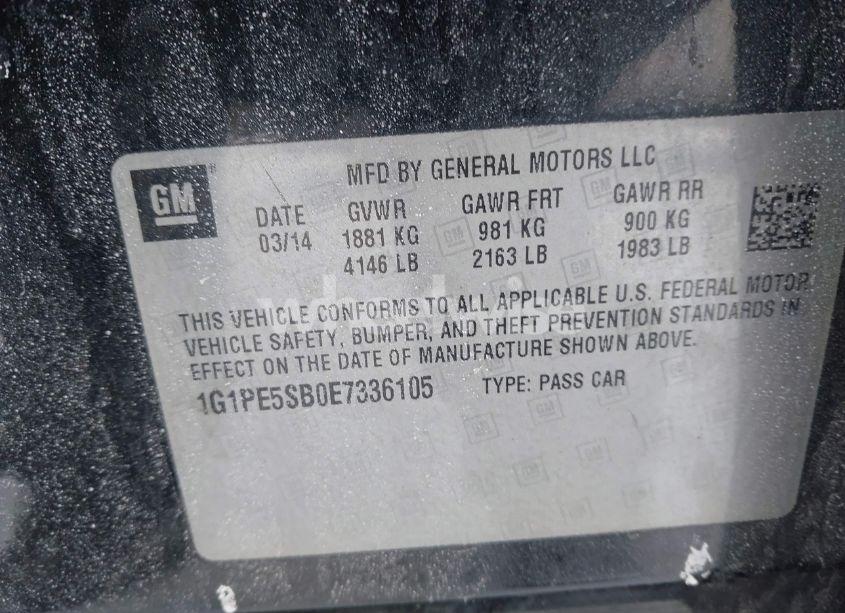 MFD BY GENERAL MOTORS LLC
GM
DATE GVWR GAWR FRT GAWR RR
03/14 1881 KG 981 KG 900 KG
4146 LB 2163 LB 1983 LB
THIS VEHICLE CONFORMS TO ALL APPLICABLE U.S. FEDERAL MOTOR
VEHICLE SAFETY, BUMPER, AND THEFT PREVENTION STANDARDS IN
EFFECT ON THE DATE OF MANUFACTURE SHOWN ABOVE.
1G1PE5SB0E7336105 TYPE: PASS CAR